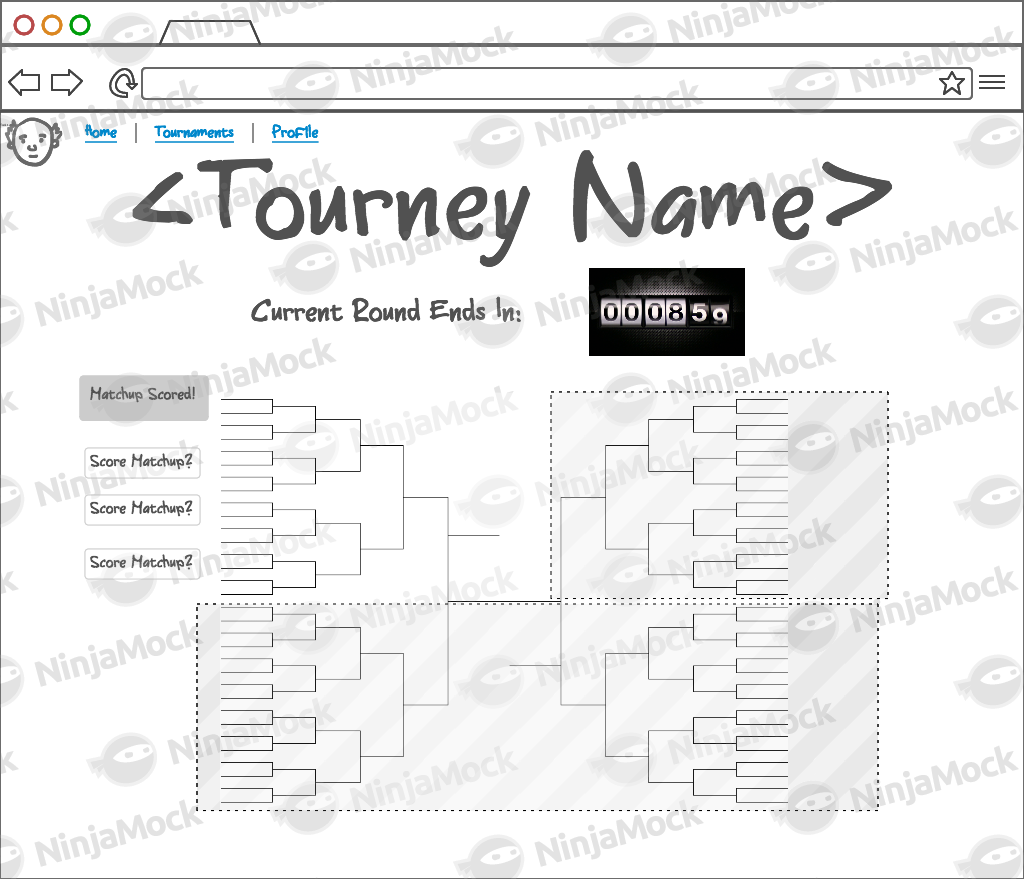 Home | Tournaments | Profile
<Tourney Name>
Current Round Ends In:
000859
Matchup Scored!
Score Matchup?
Score Matchup?
Score Matchup?
NinjaMock